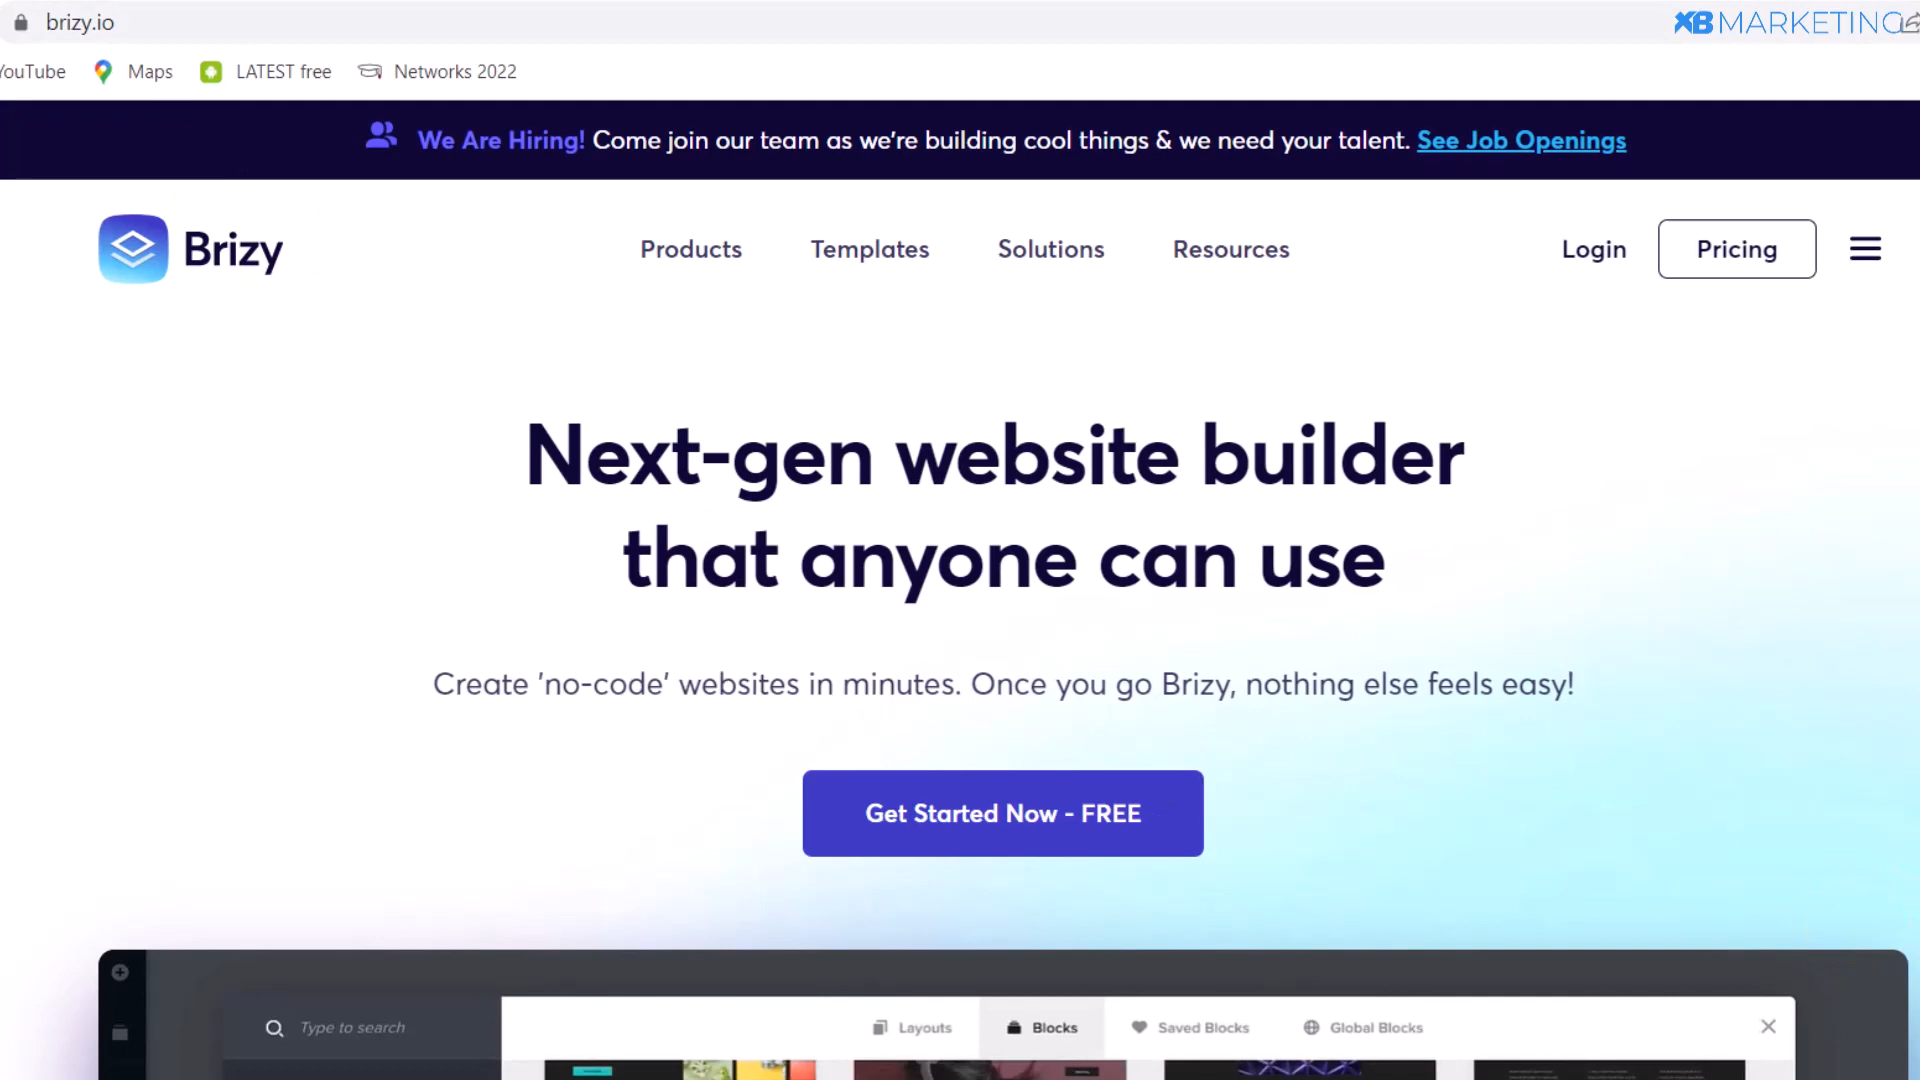 brizy.io
XB MARKETING
YouTube
Maps
LATEST free
Networks 2022
We Are Hiring! Come join our team as we're building cool things & we need your talent. See Job Openings
Brizy
Products
Templates
Solutions
Resources
Login
Pricing
Next-gen website builder
that anyone can use
Create 'no-code' websites in minutes. Once you go Brizy, nothing else feels easy!
Get Started Now - FREE
Type to search
Layouts
Blocks
Saved Blocks
Global Blocks